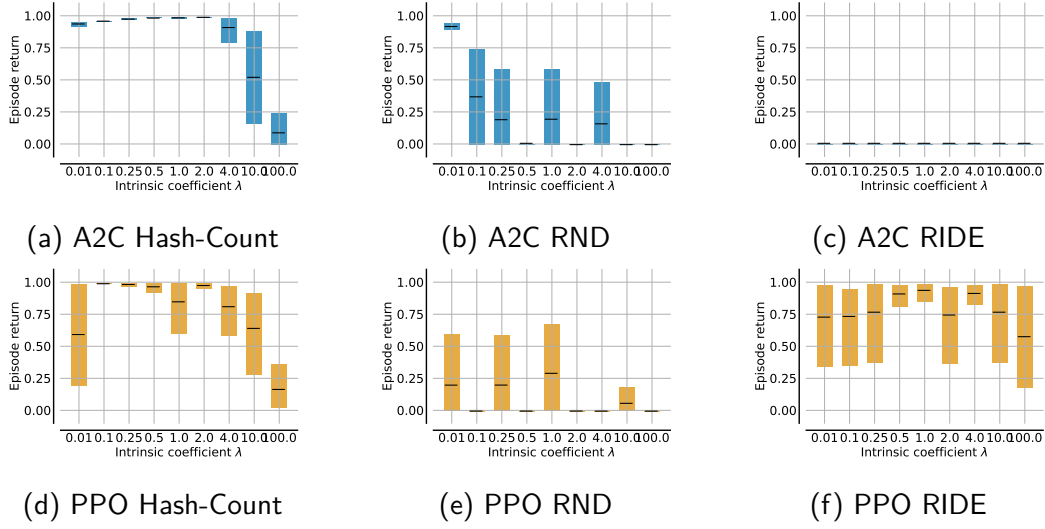 Episode return
1.00
0.75
0.50
0.25
0.00
0.01 0.1 0.25 0.5 1.0 2.0 4.0 10.0 100.0
Intrinsic coefficient λ
(a) A2C Hash-Count
Episode return
1.00
0.75
0.50
0.25
0.00
0.01 0.1 0.25 0.5 1.0 2.0 4.0 10.0 100.0
Intrinsic coefficient λ
(b) A2C RND
Episode return
1.00
0.75
0.50
0.25
0.00
0.01 0.1 0.25 0.5 1.0 2.0 4.0 10.0 100.0
Intrinsic coefficient λ
(c) A2C RIDE
Episode return
1.00
0.75
0.50
0.25
0.00
0.01 0.1 0.25 0.5 1.0 2.0 4.0 10.0 100.0
Intrinsic coefficient λ
(d) PPO Hash-Count
Episode return
1.00
0.75
0.50
0.25
0.00
0.01 0.1 0.25 0.5 1.0 2.0 4.0 10.0 100.0
Intrinsic coefficient λ
(e) PPO RND
Episode return
1.00
0.75
0.50
0.25
0.00
0.01 0.1 0.25 0.5 1.0 2.0 4.0 10.0 100.0
Intrinsic coefficient λ
(f) PPO RIDE